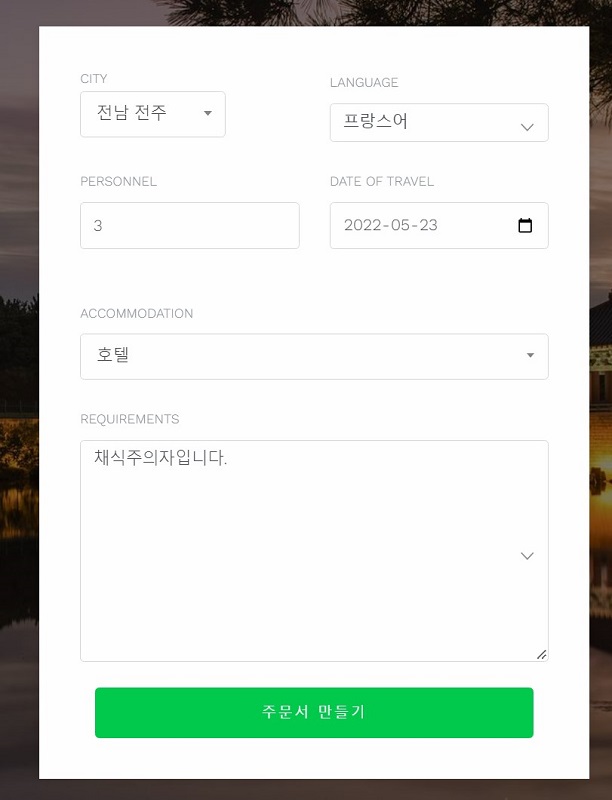 CITY
전남 전주
LANGUAGE
프랑스어
PERSONNEL
3
DATE OF TRAVEL
2022-05-23
ACCOMMODATION
호텔
REQUIREMENTS
채식주의자입니다.
주문서 만들기